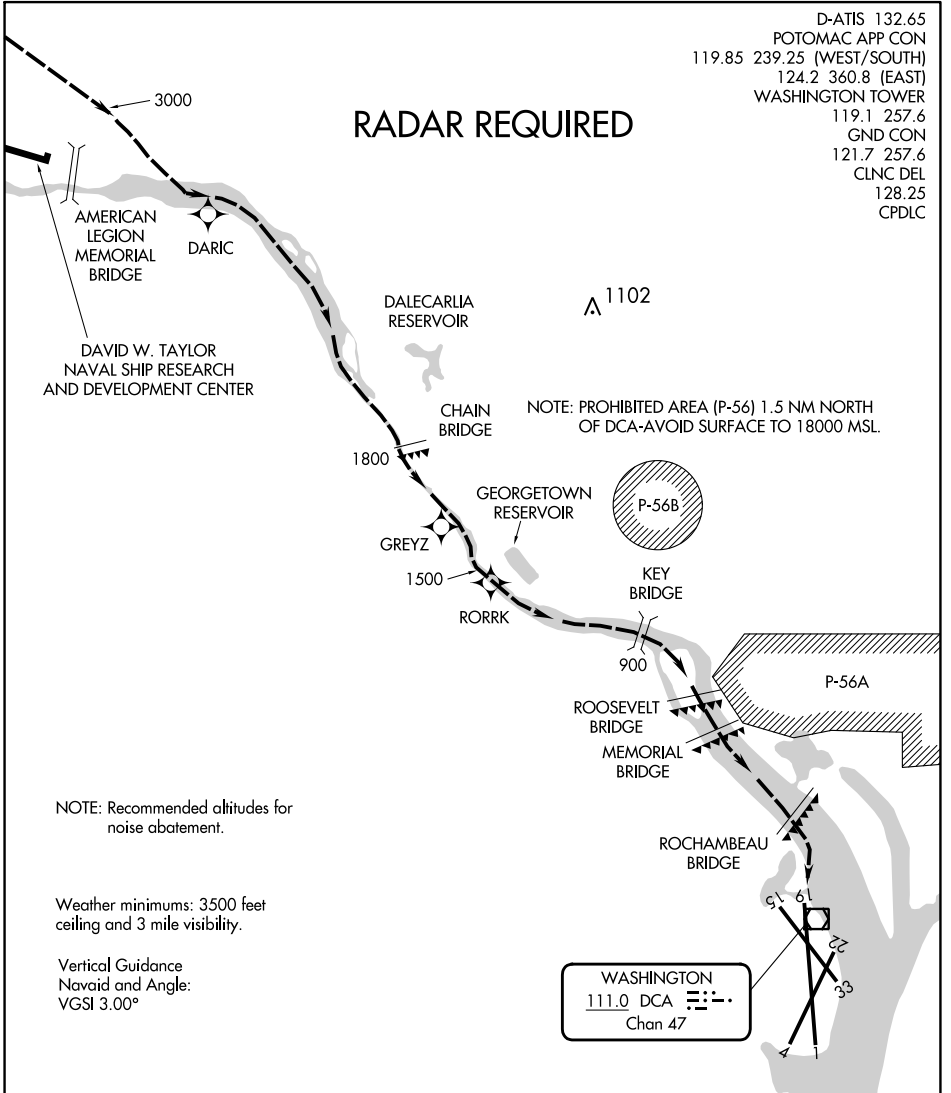 D-ATIS 132.65
POTOMAC APP CON
119.85 239.25 (WEST/SOUTH)
124.2 360.8 (EAST)
WASHINGTON TOWER
119.1 257.6
GND CON
121.7 257.6
CLNC DEL
128.25
CPDLC
3000
RADAR REQUIRED
AMERICAN
LEGION
MEMORIAL
BRIDGE
DARIC
DAVID W. TAYLOR
NAVAL SHIP RESEARCH
AND DEVELOPMENT CENTER
DALECARLIA
RESERVOIR
1102
NOTE: PROHIBITED AREA (P-56) 1.5 NM NORTH
OF DCA-AVOID SURFACE TO 18000 MSL.
CHAIN
BRIDGE
1800
GEORGETOWN
RESERVOIR
P-56B
GREYZ
1500
RORRK
KEY
BRIDGE
900
P-56A
ROOSEVELT
BRIDGE
MEMORIAL
BRIDGE
NOTE: Recommended altitudes for
noise abatement.
ROCHAMBEAU
BRIDGE
Weather minimums: 3500 feet
ceiling and 3 mile visibility.
Vertical Guidance
Navaid and Angle:
VGSI 3.00°
15
19
22
33
4
1
WASHINGTON
111.0 DCA
Chan 47